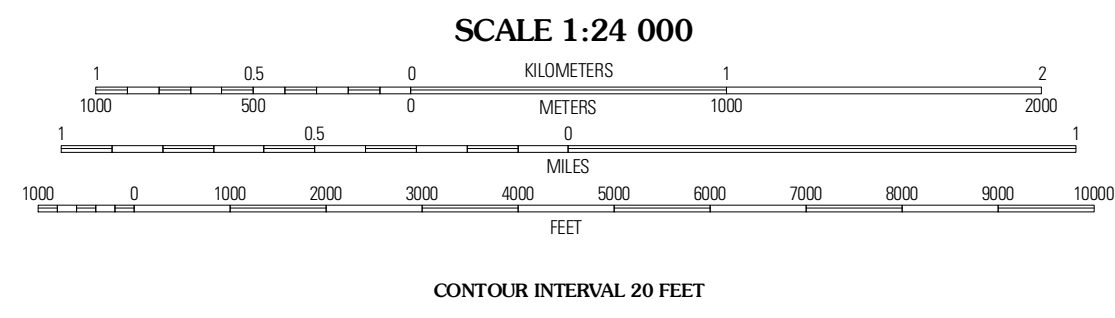 SCALE 1:24 000
KILOMETERS
1 0.5 0 1 2
1000 500 0 METERS 1000 2000
1 0.5 0 1
MILES
1000 0 1000 2000 3000 4000 5000 6000 7000 8000 9000 10000
FEET
CONTOUR INTERVAL 20 FEET